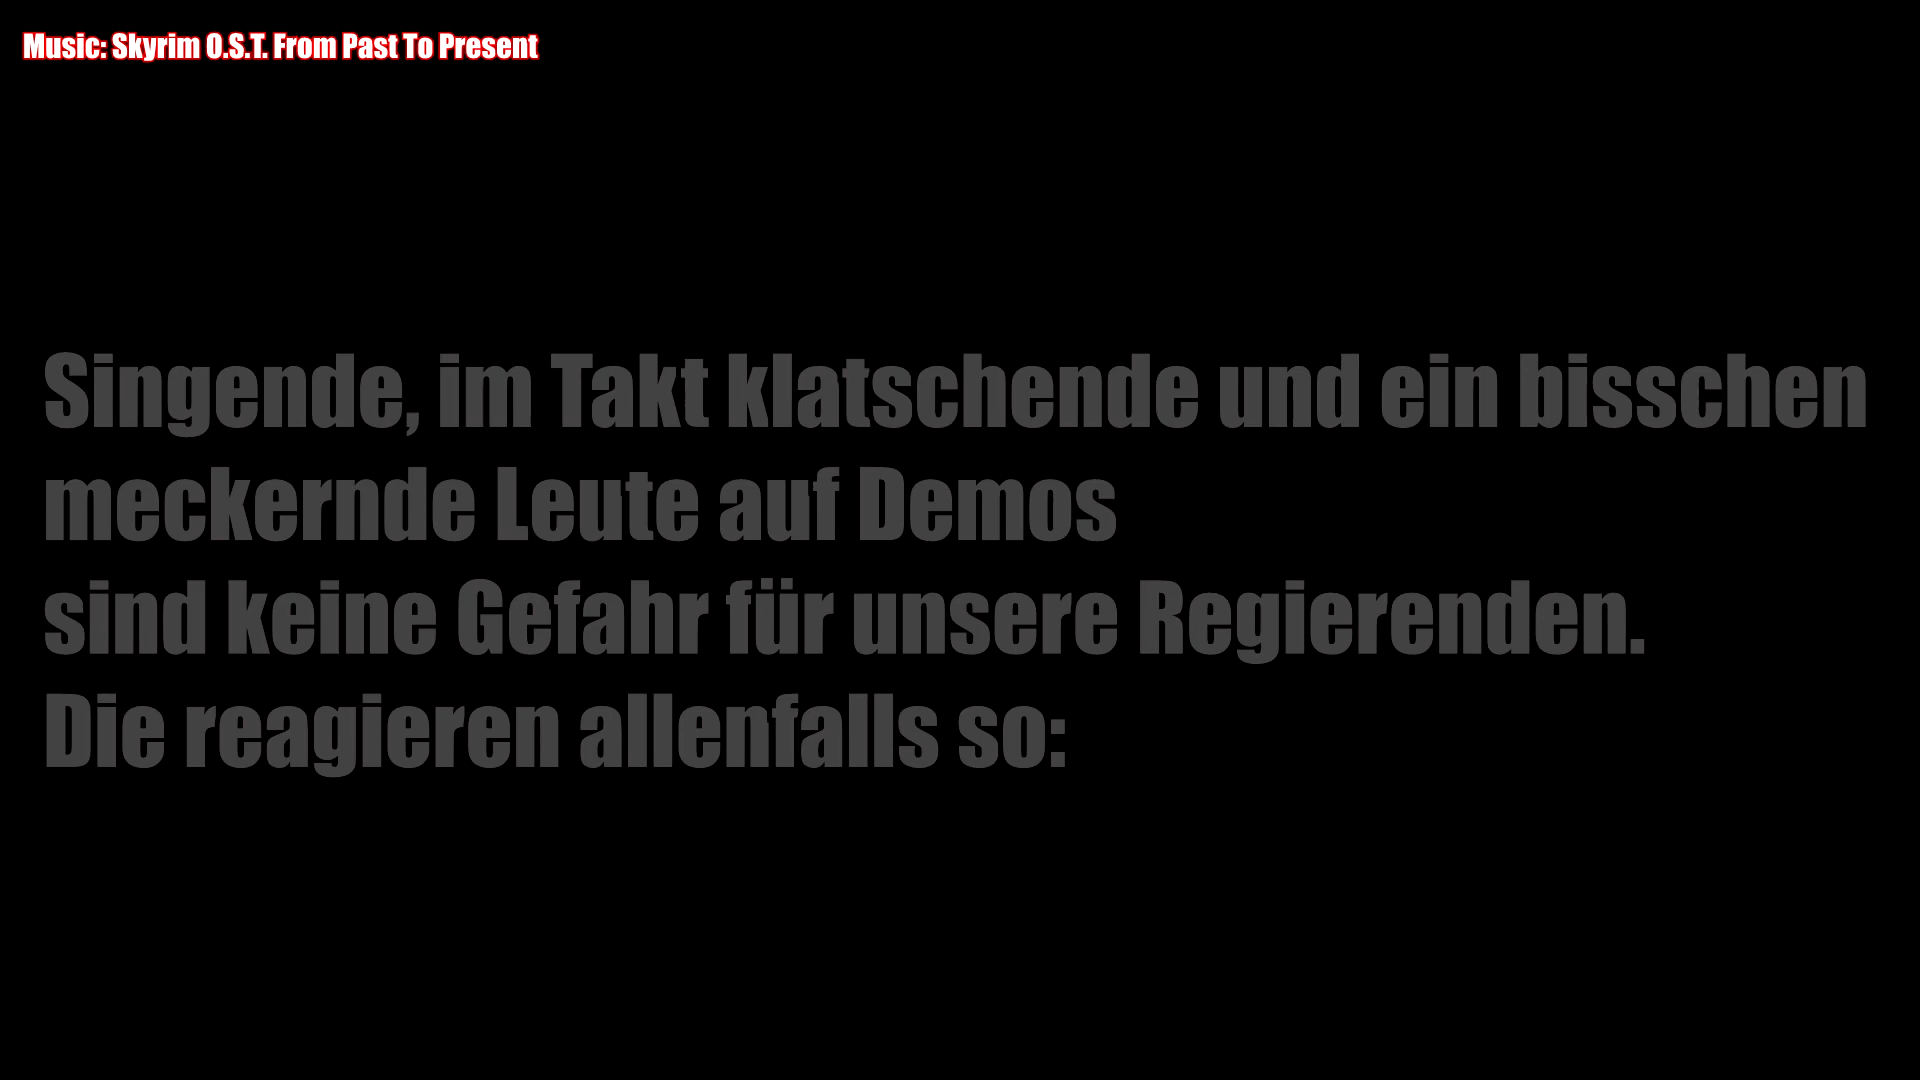 Music: Skyrim O.S.T. From Past To Present
Singende, im Takt klatschende und ein bisschen
meckernde Leute auf Demos
sind keine Gefahr für unsere Regierenden.
Die reagieren allenfalls so: